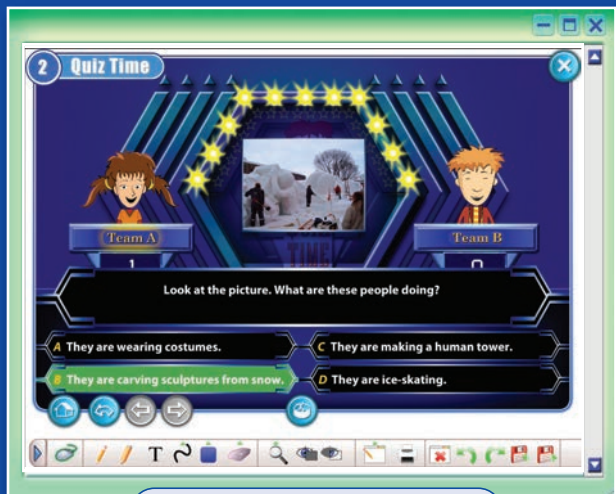 2 Quiz Time
Team A
Team B
1
0
TIME
Look at the picture. What are these people doing?
A They are wearing costumes.
C They are making a human tower.
B They are carving sculptures from snow.
D They are ice-skating.
T